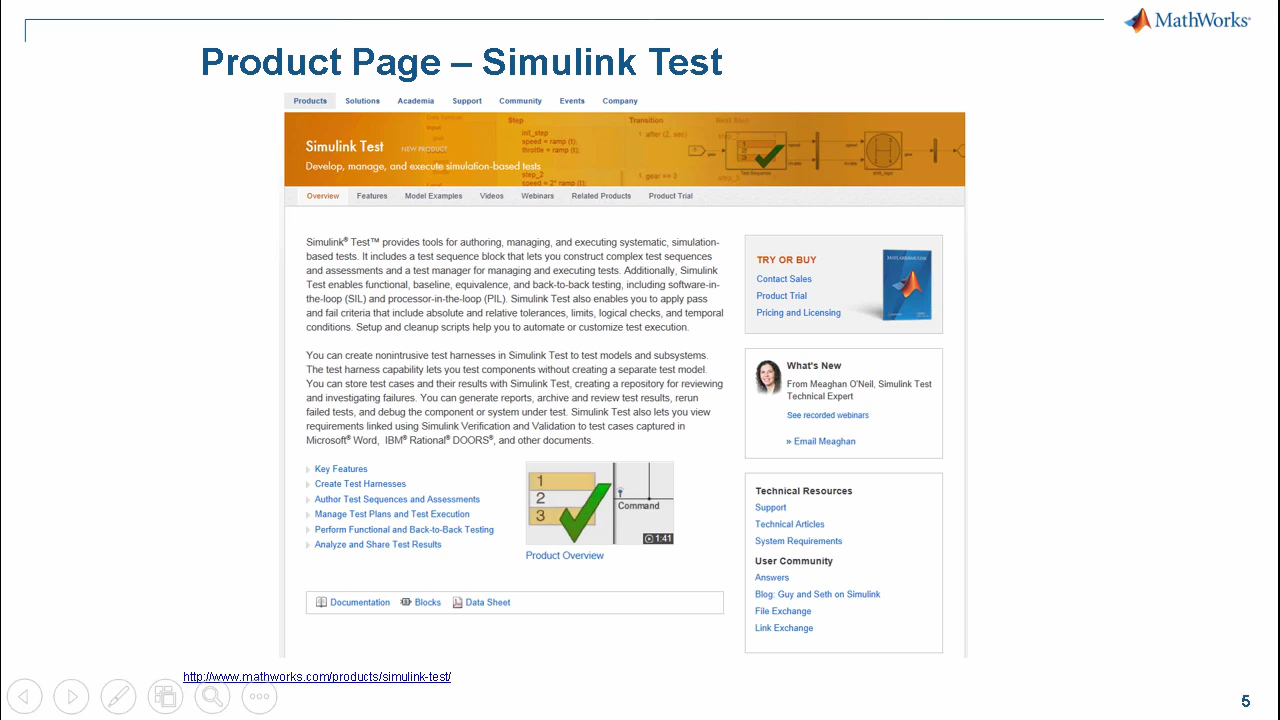 MathWorks®
Product Page – Simulink Test
Products Solutions Academia Support Community Events Company
Simulink Test NEW PRODUCT
Develop, manage, and execute simulation-based tests
Step Transition Next Step
init_step
speed = ramp (t);
throttle = ramp (t);
step_2
speed = 2* ramp (t);
1 after (2, sec)
1 gear == 3
Overview Features Model Examples Videos Webinars Related Products Product Trial
Simulink® Test™ provides tools for authoring, managing, and executing systematic, simulation-
based tests. It includes a test sequence block that lets you construct complex test sequences
and assessments and a test manager for managing and executing tests. Additionally, Simulink
Test enables functional, baseline, equivalence, and back-to-back testing, including software-in-
the-loop (SIL) and processor-in-the-loop (PIL). Simulink Test also enables you to apply pass
and fail criteria that include absolute and relative tolerances, limits, logical checks, and temporal
conditions. Setup and cleanup scripts help you to automate or customize test execution.
You can create nonintrusive test harnesses in Simulink Test to test models and subsystems.
The test harness capability lets you test components without creating a separate test model.
You can store test cases and their results with Simulink Test, creating a repository for reviewing
and investigating failures. You can generate reports, archive and review test results, rerun
failed tests, and debug the component or system under test. Simulink Test also lets you view
requirements linked using Simulink Verification and Validation to test cases captured in
Microsoft® Word, IBM® Rational® DOORS®, and other documents.
Key Features
Create Test Harnesses
Author Test Sequences and Assessments
Manage Test Plans and Test Execution
Perform Functional and Back-to-Back Testing
Analyze and Share Test Results
1
2
3
Command
1:41
Product Overview
Documentation Blocks Data Sheet
TRY OR BUY
Contact Sales
Product Trial
Pricing and Licensing
MATLAB&SIMULINK
What's New
From Meaghan O'Neil, Simulink Test
Technical Expert
See recorded webinars
» Email Meaghan
Technical Resources
Support
Technical Articles
System Requirements
User Community
Answers
Blog: Guy and Seth on Simulink
File Exchange
Link Exchange
http://www.mathworks.com/products/simulink-test/
5